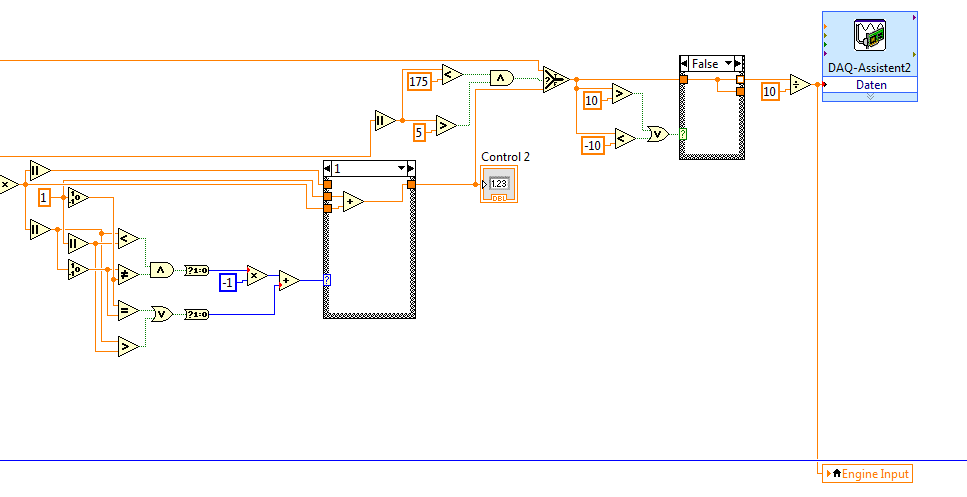 False
DAQ-Assistent2
Daten
175
5
10
-10
10
Control 2
1.23
DBL
1
1
?1:0
-1
?1:0
Engine Input